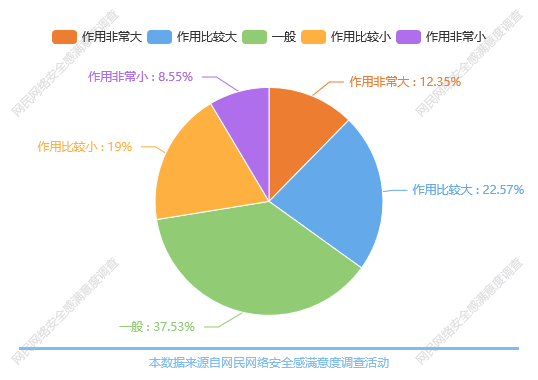 作用非常大 作用比较大 一般 作用比较小 作用非常小
网民网络安全感满意度调查
网民网络安全感满意度调查
作用非常小 : 8.55%
作用非常大 : 12.35%
作用比较小 : 19%
作用比较大 : 22.57%
一般 : 37.53%
网民网络安全感满意度调查
网民网络安全感满意度调查
本数据来源自网民网络安全感满意度调查活动